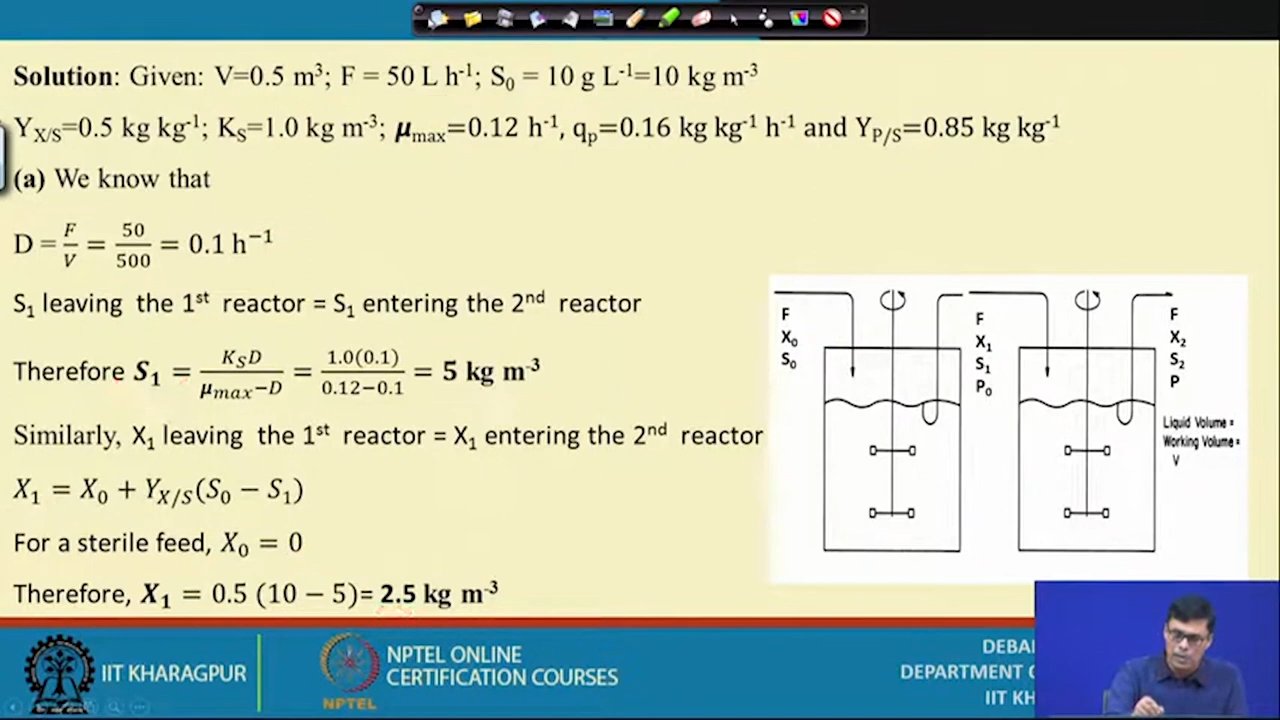 Solution: Given: V=0.5 m³; F = 50 L h⁻¹; S₀ = 10 g L⁻¹=10 kg m⁻³
Y_X/S=0.5 kg kg⁻¹; K_S=1.0 kg m⁻³; μ_max=0.12 h⁻¹, q_p=0.16 kg kg⁻¹ h⁻¹ and Y_P/S=0.85 kg kg⁻¹
(a) We know that
D = F/V = 50/500 = 0.1 h⁻¹
S₁ leaving the 1ˢᵗ reactor = S₁ entering the 2ⁿᵈ reactor
Therefore S₁ = K_S D / μ_max−D = 1.0(0.1) / 0.12−0.1 = 5 kg m⁻³
Similarly, X₁ leaving the 1ˢᵗ reactor = X₁ entering the 2ⁿᵈ reactor
X₁ = X₀ + Y_X/S(S₀ − S₁)
For a sterile feed, X₀ = 0
Therefore, X₁ = 0.5 (10 − 5)= 2.5 kg m⁻³
F
X₀
S₀
F
X₁
S₁
P₀
F
X₂
S₂
P
Liquid Volume =
Working Volume =
V
IIT KHARAGPUR
NPTEL
NPTEL ONLINE
CERTIFICATION COURSES
DEBA
DEPARTMENT
IIT KH